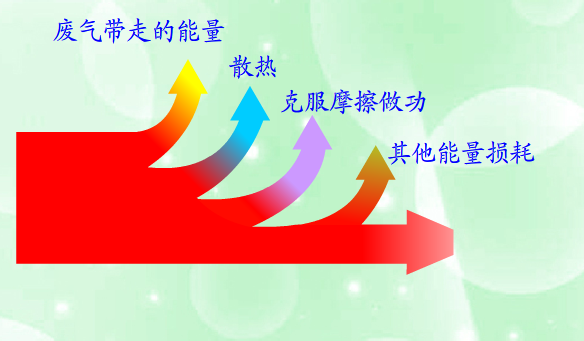 废气带走的能量
散热
克服摩擦做功
其他能量损耗